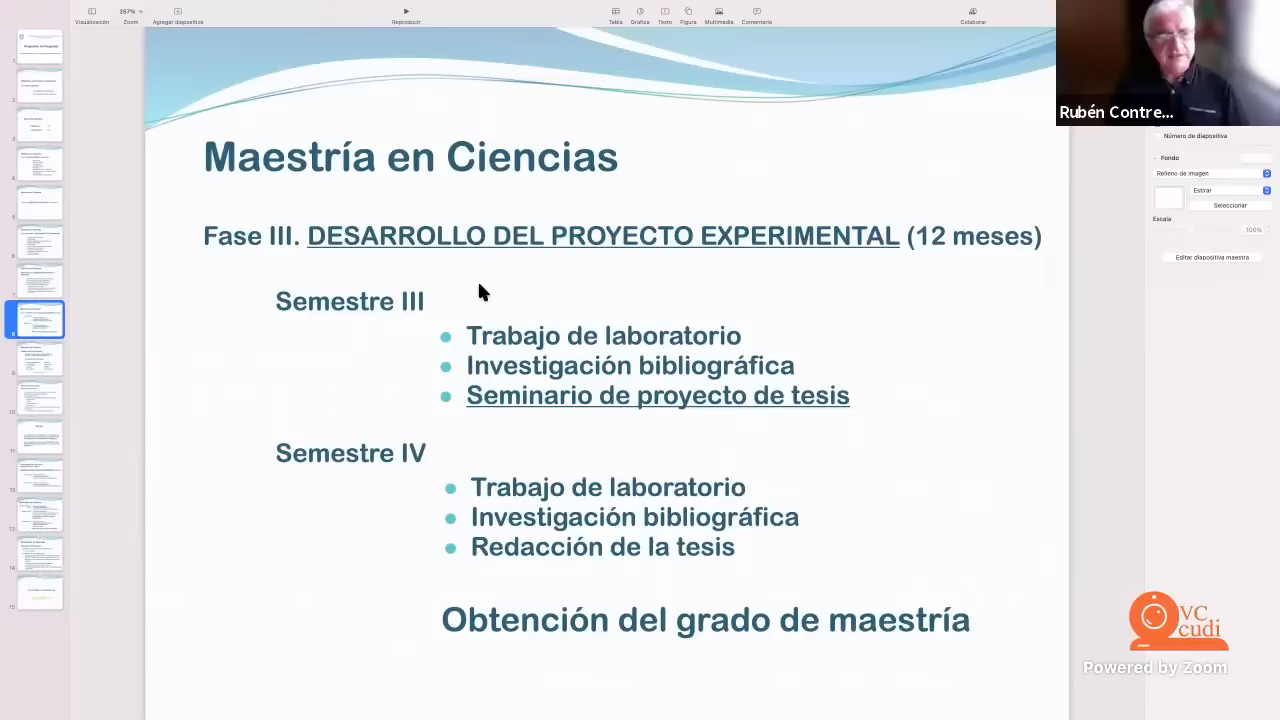 257%
Visualización Zoom Agregar diapositiva Reproducir Tabla Gráfica Texto Figura Multimedia Comentario Colaborar
Rubén Contre...
Número de diapositiva
Fondo
Relleno de imagen
Estirar
Seleccionar
Escala
100%
Editar diapositiva maestra
Maestría en Ciencias
Fase III. DESARROLLO DEL PROYECTO EXPERIMENTAL (12 meses)
Semestre III
Trabajo de laboratorio
Investigación bibliográfica
Seminario de proyecto de tesis
Semestre IV
Trabajo de laboratorio
Investigación bibliográfica
Redacción de la tesis
Obtención del grado de maestría
VC
cudi
Powered by Zoom